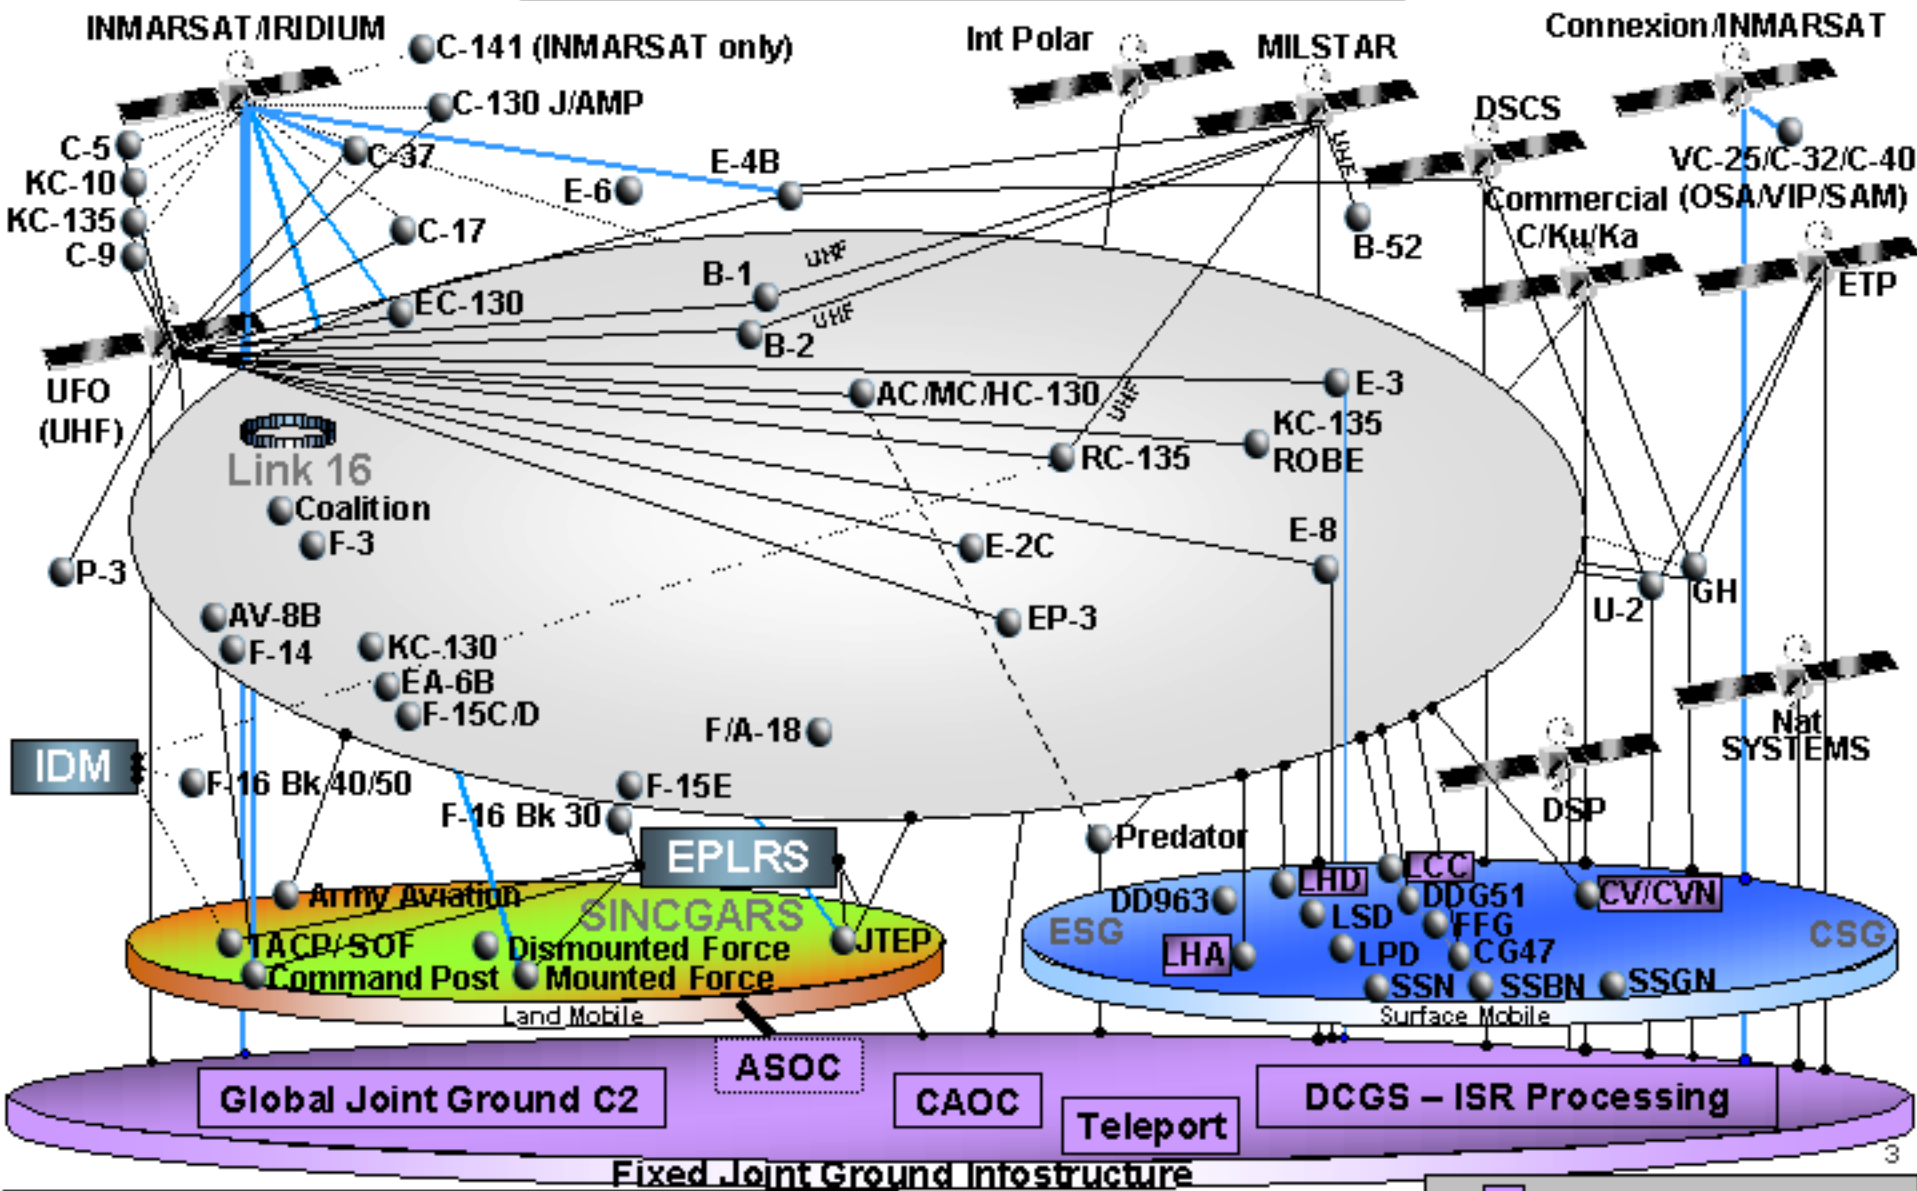 INMARSAT/IRIDIUM
C-141 (INMARSAT only)
Int Polar
MILSTAR
Connexion/INMARSAT
C-130 J/AMP
DSCS
C-5
C-37
E-4B
UHF
VC-25/C-32/C-40
KC-10
E-6
Commercial (OSA/VIP/SAM)
KC-135
C-17
C/Ku/Ka
C-9
B-52
B-1
UHF
ETP
EC-130
UHF
B-2
UFO
(UHF)
AC/MC/HC-130
UHF
E-3
KC-135
ROBE
Link 16
RC-135
Coalition
F-3
E-2C
E-8
P-3
GH
U-2
AV-8B
EP-3
F-14
KC-130
EA-6B
F-15C/D
F/A-18
Nat
SYSTEMS
IDM
F-16 Bk 40/50
F-15E
F-16 Bk 30
DSP
Predator
EPLRS
Army Aviation
SINCGARS
LHD
LCC
DD963
DDG51
CV/CVN
LSD
FFG
ESG
CSG
TACP/SOF
Dismounted Force
JTEP
LHA
LPD
CG47
Command Post
Mounted Force
SSN
SSBN
SSGN
Land Mobile
Surface Mobile
ASOC
Global Joint Ground C2
CAOC
DCGS – ISR Processing
Teleport
Fixed Joint Ground Infostructure
3